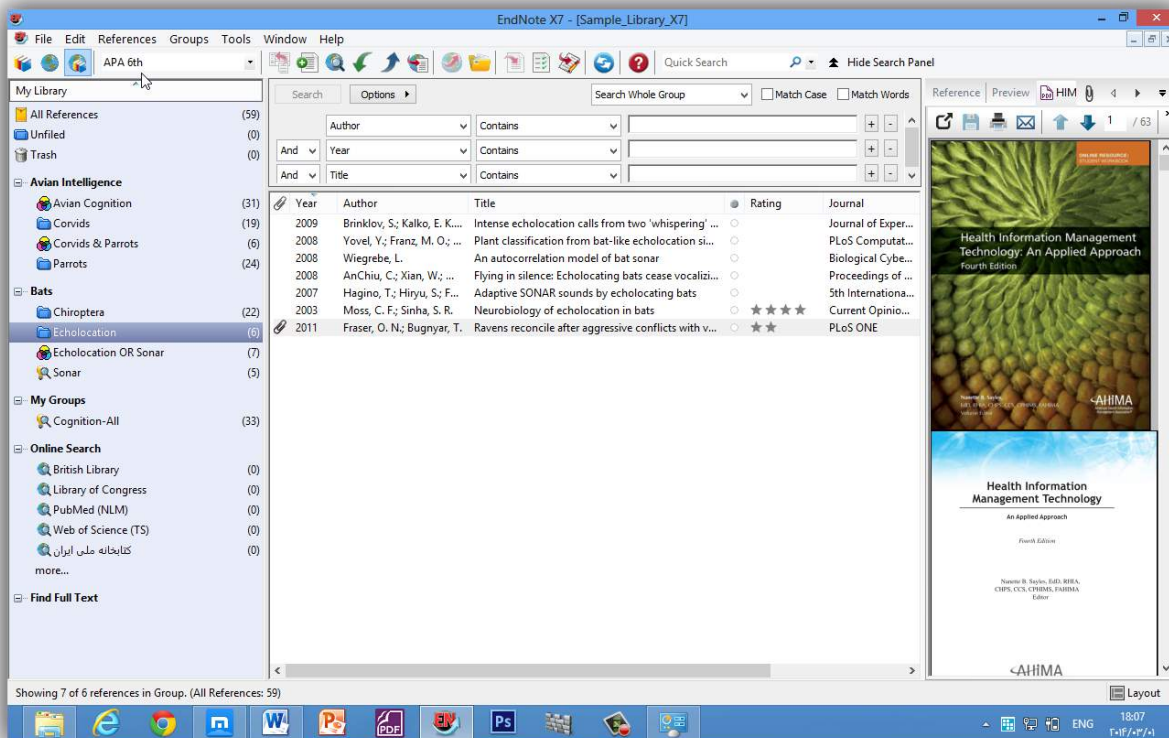 EndNote X7 - [Sample_Library_X7]
File Edit References Groups Tools Window Help
APA 6th
Quick Search
Hide Search Panel
My Library
All References (59)
Unfiled (0)
Trash (0)
Avian Intelligence
Avian Cognition (31)
Corvids (19)
Corvids & Parrots (6)
Parrots (24)
Bats
Chiroptera (22)
Echolocation (6)
Echolocation OR Sonar (7)
Sonar (5)
My Groups
Cognition-All (33)
Online Search
British Library (0)
Library of Congress (0)
PubMed (NLM) (0)
Web of Science (TS) (0)
کتابخانه ملی ایران (0)
more...
Find Full Text
Search Options Search Whole Group Match Case Match Words
Author Contains
And Year Contains
And Title Contains
Year Author Title Rating Journal
2009 Brinklov, S.; Kalko, E. K.... Intense echolocation calls from two 'whispering' ... Journal of Exper...
2008 Yovel, Y.; Franz, M. O.; ... Plant classification from bat-like echolocation si... PLoS Computat...
2008 Wiegrebe, L. An autocorrelation model of bat sonar Biological Cybe...
2008 AnChiu, C.; Xian, W.; ... Flying in silence: Echolocating bats cease vocalizi... Proceedings of ...
2007 Hagino, T.; Hiryu, S.; F... Adaptive SONAR sounds by echolocating bats 5th Internationa...
2003 Moss, C. F.; Sinha, S. R. Neurobiology of echolocation in bats ★★★★ Current Opinio...
2011 Fraser, O. N.; Bugnyar, T. Ravens reconcile after aggressive conflicts with v... ★★ PLoS ONE
Reference Preview HIM
1 / 63
ONLINE RESOURCE:
STUDENT WORKBOOK
Health Information Management
Technology: An Applied Approach
Fourth Edition
Nanette B. Sayles,
AHIMA
Health Information
Management Technology
An Applied Approach
Fourth Edition
Nanette B. Sayles, EdD, RHIA,
CHPS, CCS, CPHIMS, FAHIMA
Editor
AHIMA
Showing 7 of 6 references in Group. (All References: 59)
Layout
PDF
Ps
ENG
18:07
۲۰۱۴/۰۳/۰۱